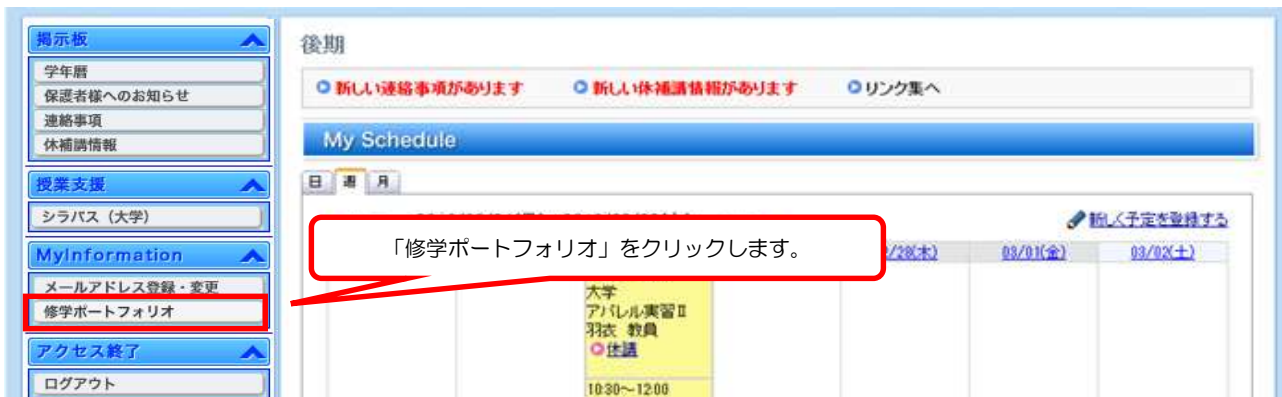 掲示板
学年暦
保護者様へのお知らせ
連絡事項
休補講情報
授業支援
シラバス（大学）
MyInformation
メールアドレス登録・変更
修学ポートフォリオ
アクセス終了
ログアウト
後期
新しい連絡事項があります
新しい休補講情報があります
リンク集へ
My Schedule
日 週 月
新しく予定を登録する
「修学ポートフォリオ」をクリックします。
/28(木) 03/01(金) 03/02(土)
大学
アパレル実習Ⅱ
羽衣 教員
休講
10:30～12:00